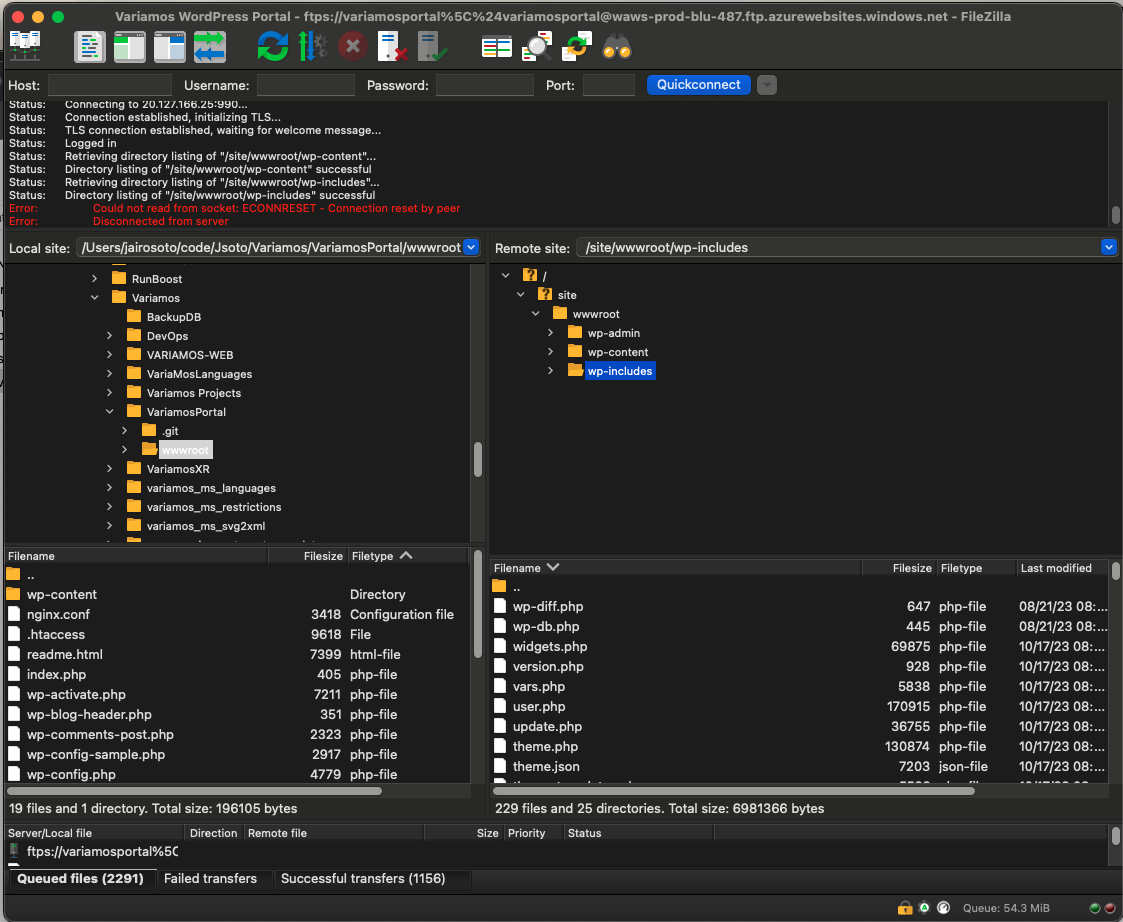 Variamos WordPress Portal - ftps://variamosportal%5C%24variamosportal@waws-prod-blu-487.ftp.azurewebsites.windows.net - FileZilla
Host: Username: Password: Port: Quickconnect
Status: Connecting to 20.127.166.25:990...
Status: Connection established, initializing TLS...
Status: TLS connection established, waiting for welcome message...
Status: Logged in
Status: Retrieving directory listing of "/site/wwwroot/wp-content"...
Status: Directory listing of "/site/wwwroot/wp-content" successful
Status: Retrieving directory listing of "/site/wwwroot/wp-includes"...
Status: Directory listing of "/site/wwwroot/wp-includes" successful
Error: Could not read from socket: ECONNRESET - Connection reset by peer
Error: Disconnected from server
Local site: /Users/jairosoto/code/Jsoto/Variamos/VariamosPortal/wwwroot
RunBoost
Variamos
BackupDB
DevOps
VARIAMOS-WEB
VariaMosLanguages
Variamos Projects
VariamosPortal
.git
wwwroot
VariamosXR
variamos_ms_languages
variamos_ms_restrictions
variamos_ms_svg2xml
Filename Filesize Filetype
..
wp-content Directory
nginx.conf 3418 Configuration file
.htaccess 9618 File
readme.html 7399 html-file
index.php 405 php-file
wp-activate.php 7211 php-file
wp-blog-header.php 351 php-file
wp-comments-post.php 2323 php-file
wp-config-sample.php 2917 php-file
wp-config.php 4779 php-file
19 files and 1 directory. Total size: 196105 bytes
Remote site: /site/wwwroot/wp-includes
/
site
wwwroot
wp-admin
wp-content
wp-includes
Filename Filesize Filetype Last modified
..
wp-diff.php 647 php-file 08/21/23 08:...
wp-db.php 445 php-file 08/21/23 08:...
widgets.php 69875 php-file 10/17/23 08:...
version.php 928 php-file 10/17/23 08:...
vars.php 5838 php-file 10/17/23 08:...
user.php 170915 php-file 10/17/23 08:...
update.php 36755 php-file 10/17/23 08:...
theme.php 130874 php-file 10/17/23 08:...
theme.json 7203 json-file 10/17/23 08:...
229 files and 25 directories. Total size: 6981366 bytes
Server/Local file Direction Remote file Size Priority Status
ftps://variamosportal%5C
Queued files (2291) Failed transfers Successful transfers (1156)
Queue: 54.3 MiB